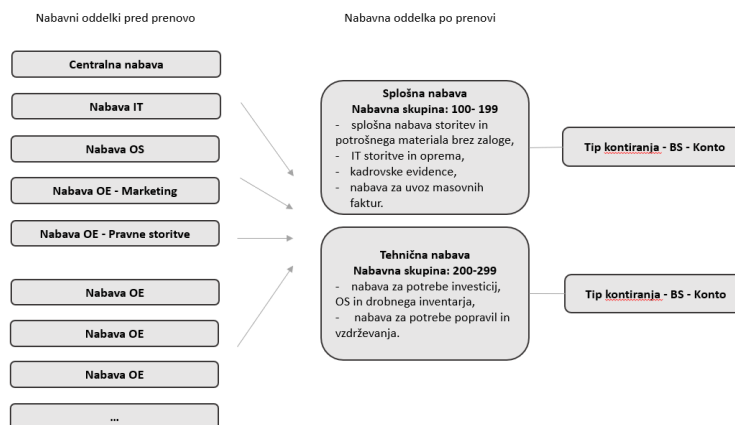 Nabavni oddelki pred prenovo
Centralna nabava
Nabava IT
Nabava OS
Nabava OE - Marketing
Nabava OE - Pravne storitve
Nabava OE
Nabava OE
Nabava OE
...
Nabavna oddelka po prenovi
Splošna nabava
Nabavna skupina: 100- 199
- splošna nabava storitev in
potrošnega materiala brez zaloge,
- IT storitve in oprema,
- kadrovske evidence,
- nabava za uvoz masovnih
faktur.
Tip kontiranja - BS - Konto
Tehnična nabava
Nabavna skupina: 200-299
- nabava za potrebe investicij,
OS in drobnega inventarja,
- nabava za potrebe popravil in
vzdrževanja.
Tip kontiranja - BS - Konto